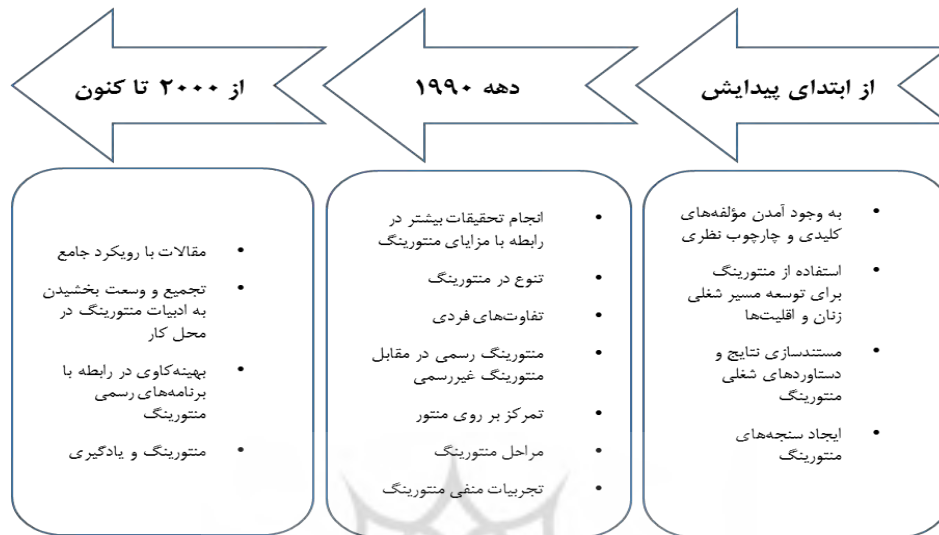 از ابتدای پیدایش
دهه ۱۹۹۰
از ۲۰۰۰ تا کنون
• به وجود آمدن مؤلفه‌های
کلیدی و چارچوب نظری
• استفاده از منتورینگ
برای توسعه مسیر شغلی
زنان و اقلیت‌ها
• مستندسازی نتایج و
دستاوردهای شغلی
منتورینگ
• ایجاد سنجه‌های
منتورینگ
• انجام تحقیقات بیشتر در
رابطه با مزایای منتورینگ
• تنوع در منتورینگ
• تفاوت‌های فردی
• منتورینگ رسمی در مقابل
منتورینگ غیررسمی
• تمرکز بر روی منتور
• مراحل منتورینگ
• تجربیات منفی منتورینگ
• مقالات با رویکرد جامع
• تجمیع و وسعت بخشیدن
به ادبیات منتورینگ در
محل کار
• بهینه‌کاوی در رابطه با
برنامه‌های رسمی
منتورینگ
• منتورینگ و یادگیری